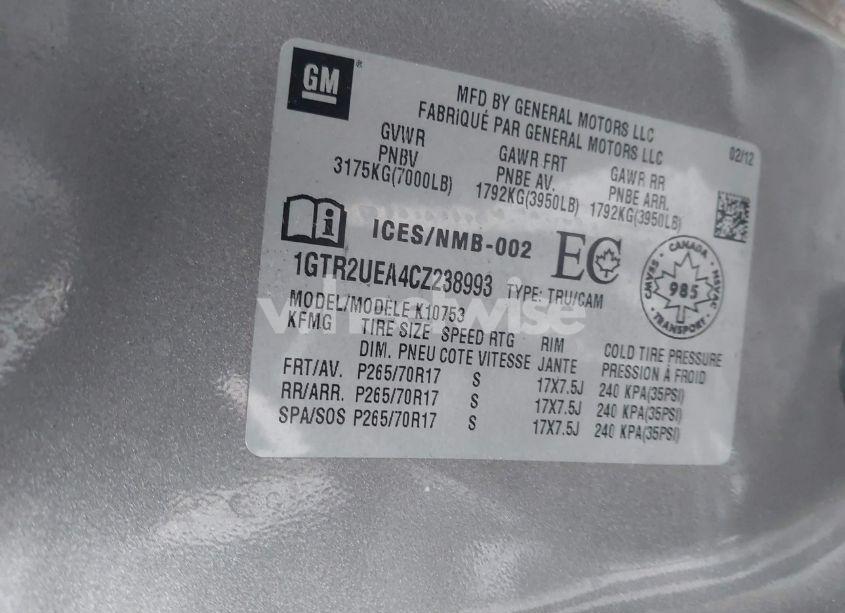 GM
MFD BY GENERAL MOTORS LLC
FABRIQUÉ PAR GENERAL MOTORS LLC
02/12
GVWR GAWR FRT GAWR RR
PNBV PNBE AV. PNBE ARR.
3175KG(7000LB) 1792KG(3950LB) 1792KG(3950LB)
ICES/NMB-002 EC
CANADA
CMVSS 985 NSVAC
TRANSPORT
1GTR2UEA4CZ238993 TYPE: TRU/CAM
MODEL/MODÈLE K10753
KFMG TIRE SIZE SPEED RTG RIM COLD TIRE PRESSURE
DIM. PNEU COTE VITESSE JANTE PRESSION À FROID
FRT/AV. P265/70R17 S 17X7.5J 240 KPA(35PSI)
RR/ARR. P265/70R17 S 17X7.5J 240 KPA(35PSI)
SPA/SOS P265/70R17 S 17X7.5J 240 KPA(35PSI)